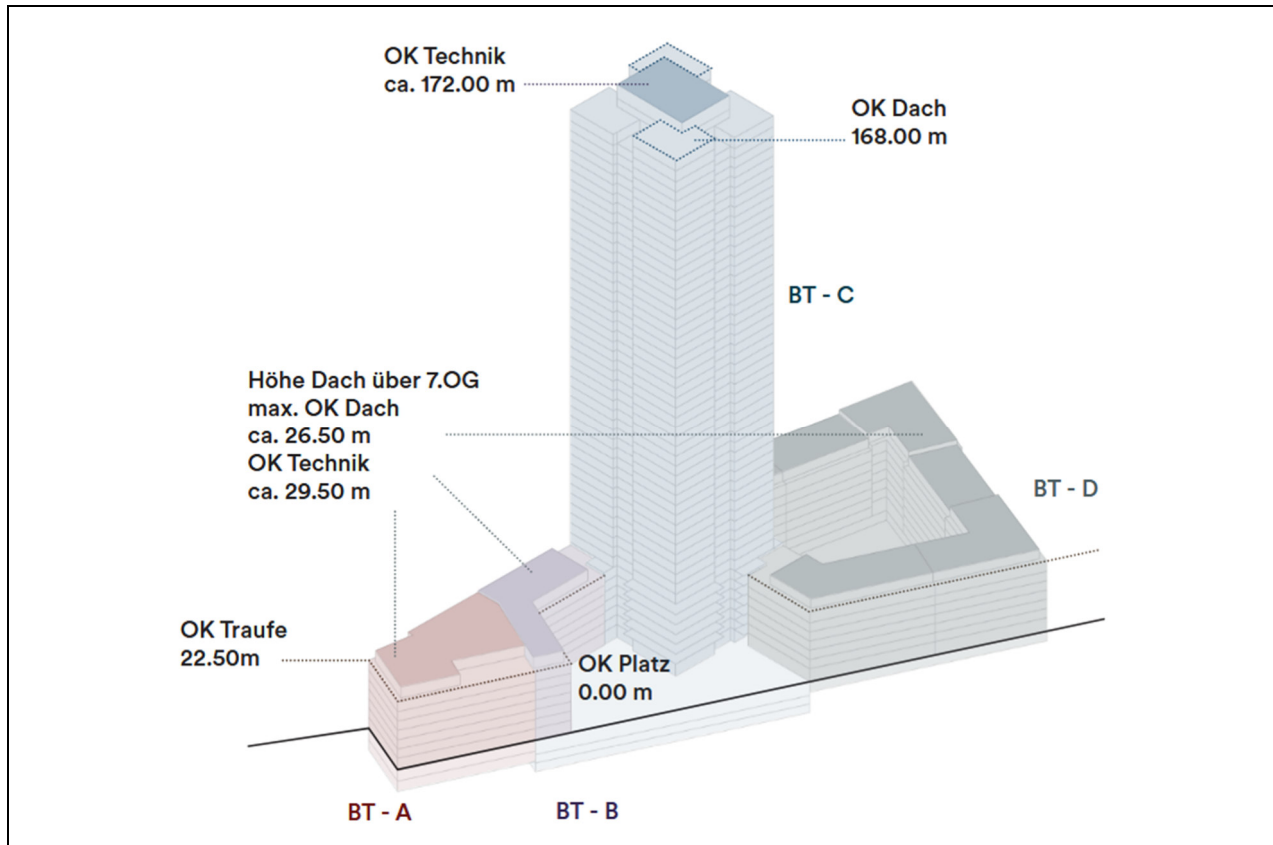 OK Technik
ca. 172.00 m
OK Dach
168.00 m
BT - C
Höhe Dach über 7.OG
max. OK Dach
ca. 26.50 m
OK Technik
ca. 29.50 m
BT - D
OK Traufe
22.50m
OK Platz
0.00 m
BT - A
BT - B